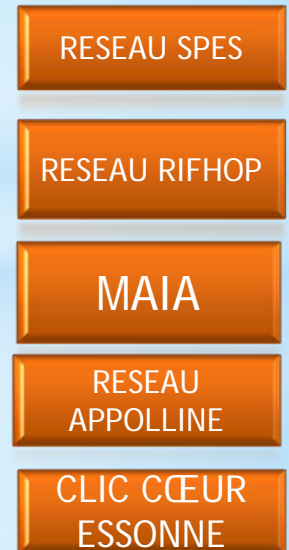 RESEAU SPES
RESEAU RIFHOP
MAIA
RESEAU
APPOLLINE
CLIC CŒUR
ESSONNE